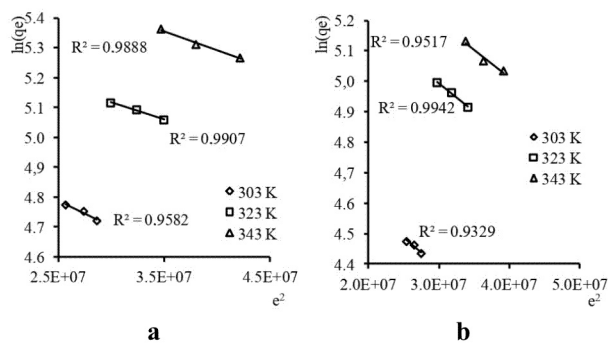 ln(qe)
5.4
5.3
5.2
5.1
5.0
4.9
4.8
4.7
4.6
2.5E+07 3.5E+07 4.5E+07
e²
R² = 0.9888
R² = 0.9907
R² = 0.9582
303 K
323 K
343 K
a
ln(qe)
5.2
5.1
5.0
4.9
4.8
4.7
4.6
4.5
4.4
2.0E+07 3.0E+07 4.0E+07 5.0E+07
e²
R² = 0.9517
R² = 0.9942
R² = 0.9329
303 K
323 K
343 K
b